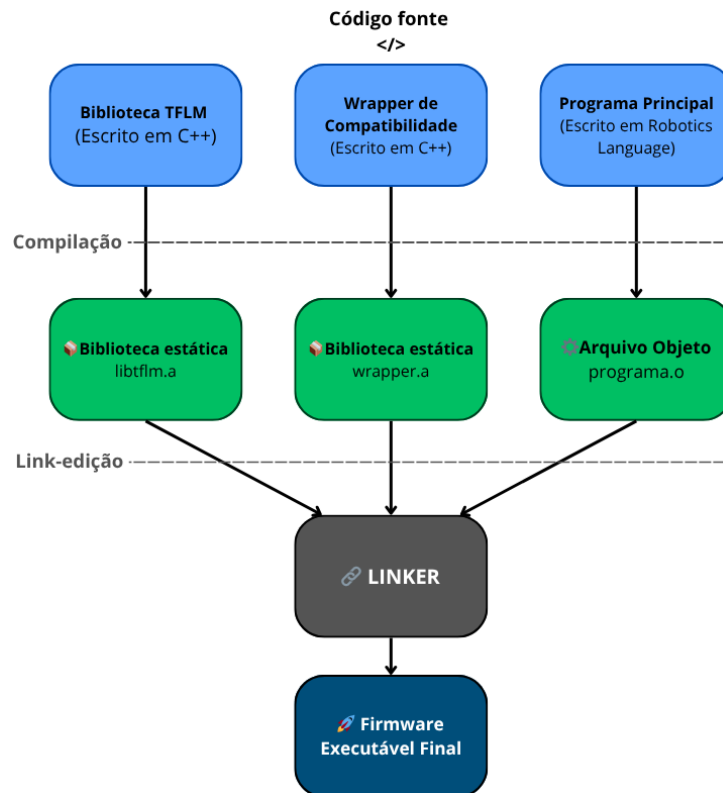 Código fonte
</>
Biblioteca TFLM
(Escrito em C++)
Wrapper de
Compatibilidade
(Escrito em C++)
Programa Principal
(Escrito em Robotics
Language)
Compilação
Biblioteca estática
libtflm.a
Biblioteca estática
wrapper.a
Arquivo Objeto
programa.o
Link-edição
LINKER
Firmware
Executável Final